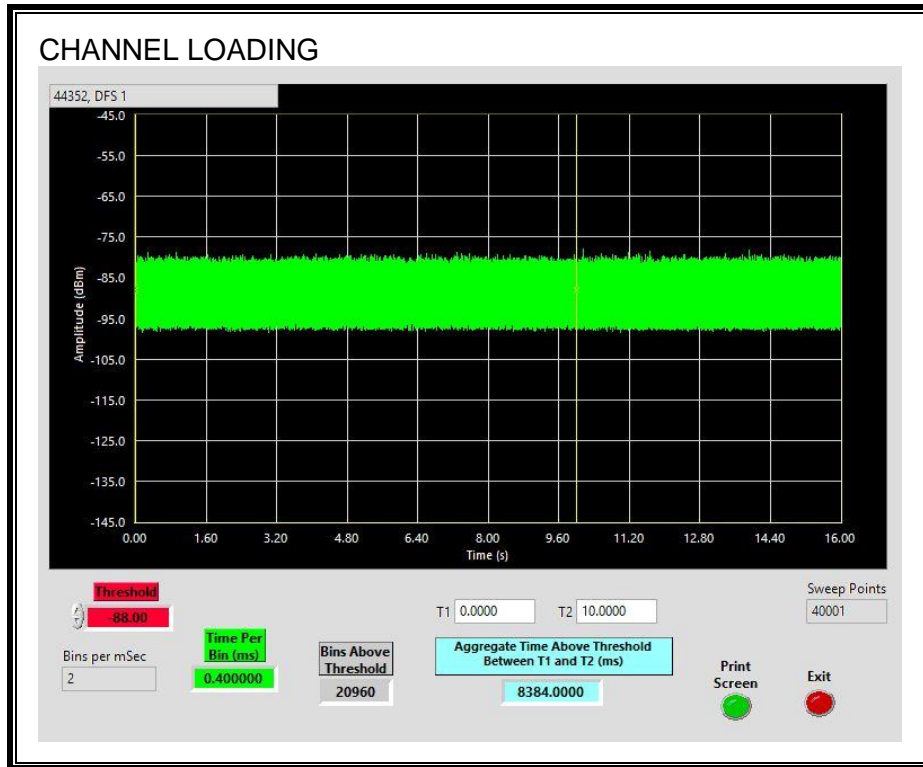 CHANNEL LOADING
44352, DFS 1
-45.0
-55.0
-65.0
-75.0
-85.0
-95.0
-105.0
-115.0
-125.0
-135.0
-145.0
Amplitude (dBm)
0.00 1.60 3.20 4.80 6.40 8.00 9.60 11.20 12.80 14.40 16.00
Time (s)
Threshold
-88.00
Bins per mSec
2
Time Per
Bin (ms)
0.400000
Bins Above
Threshold
20960
T1 0.0000 T2 10.0000
Aggregate Time Above Threshold
Between T1 and T2 (ms)
8384.0000
Sweep Points
40001
Print
Screen
Exit